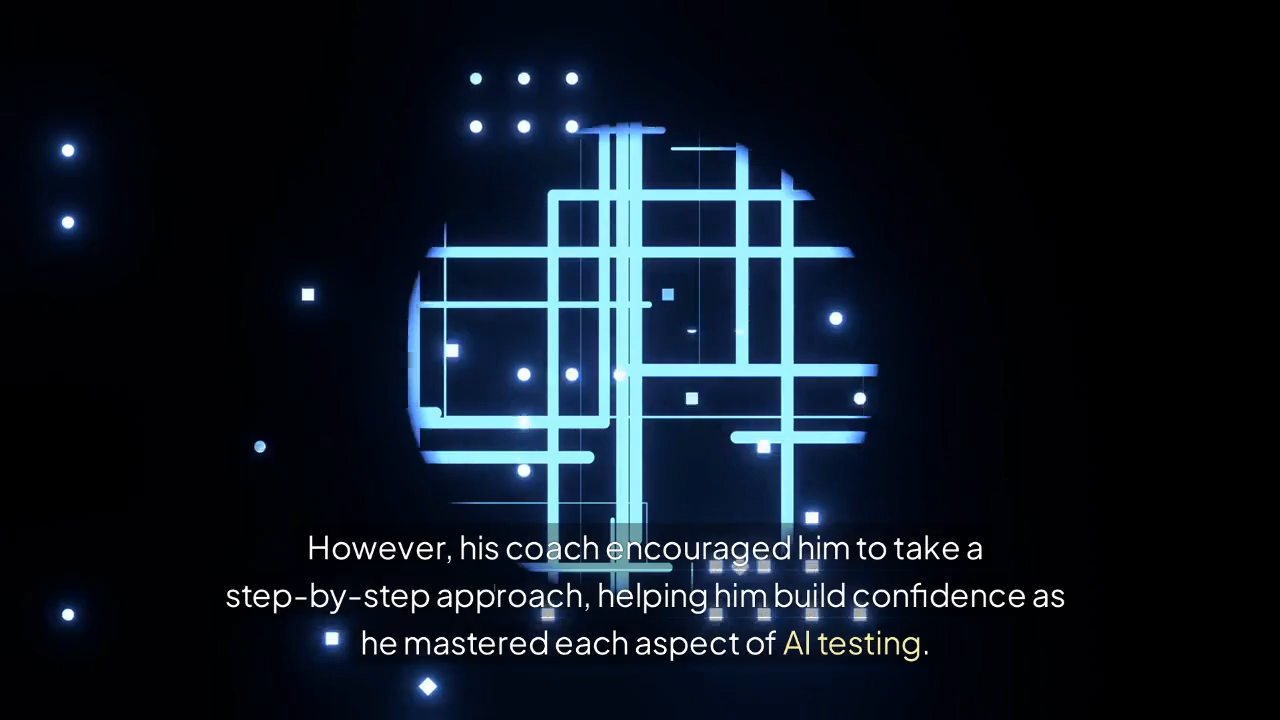 However, his coach encouraged him to take a
step-by-step approach, helping him build confidence as
he mastered each aspect of AI testing.